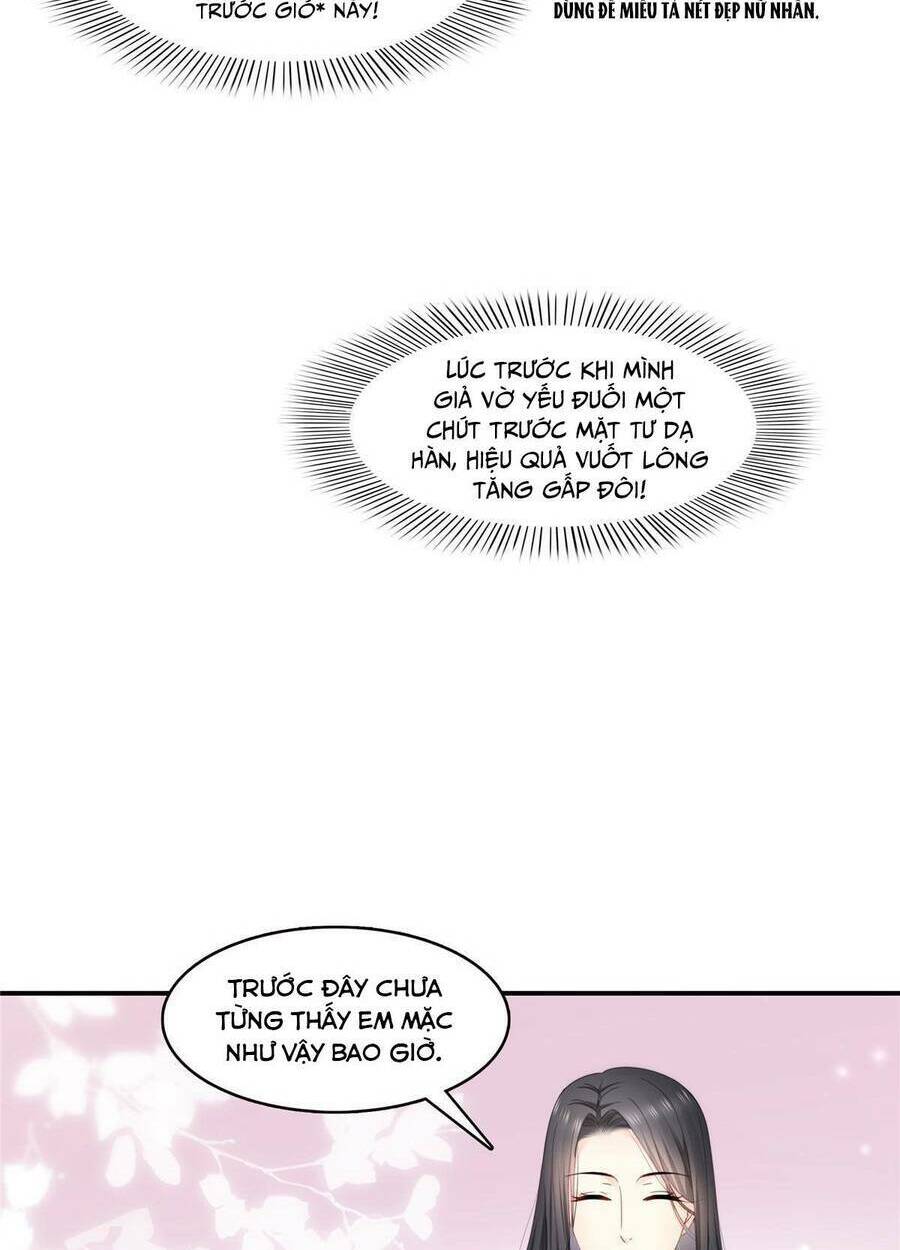 TRƯỚC GIÓ* NÀY!
DÙNG ĐỂ MIÊU TẢ NÉT ĐẸP NỮ NHÂN.
LÚC TRƯỚC KHI MÌNH
GIẢ VỜ YẾU ĐUỐI MỘT
CHÚT TRƯỚC MẶT TƯ DẠ
HÀN, HIỆU QUẢ VUỐT LÔNG
TĂNG GẤP ĐÔI!
TRƯỚC ĐÂY CHƯA
TỪNG THẤY EM MẶC
NHƯ VẬY BAO GIỜ.